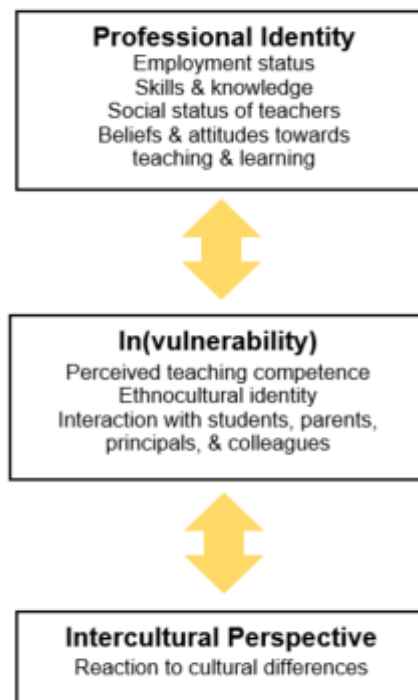 Professional Identity
Employment status
Skills & knowledge
Social status of teachers
Beliefs & attitudes towards
teaching & learning
In(vulnerability)
Perceived teaching competence
Ethnocultural identity
Interaction with students, parents,
principals, & colleagues
Intercultural Perspective
Reaction to cultural differences